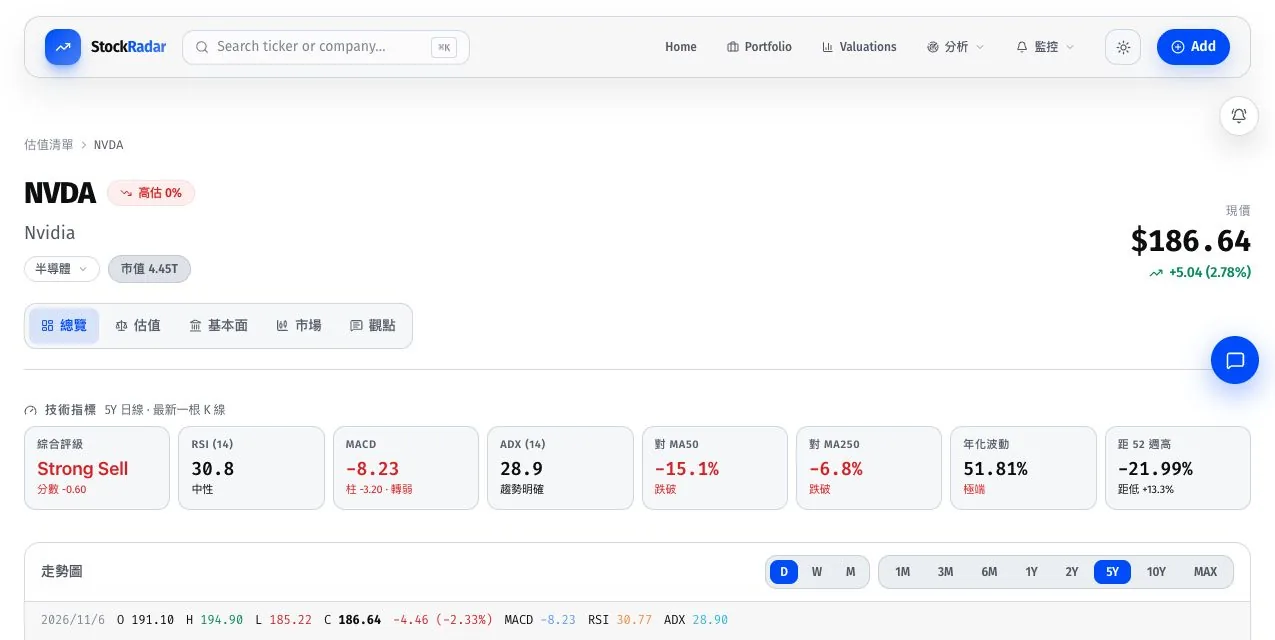 StockRadar Search ticker or company... ⌘K Home Portfolio Valuations 分析 監控 Add
估值清單 > NVDA
NVDA 高估 0%
Nvidia
半導體 市值 4.45T
現價
$186.64
+5.04 (2.78%)
總覽 估值 基本面 市場 觀點
技術指標 5Y 日線 · 最新一根 K 線
綜合評級
Strong Sell
分數 -0.60
RSI (14)
30.8
中性
MACD
-8.23
柱 -3.20 · 轉弱
ADX (14)
28.9
趨勢明確
對 MA50
-15.1%
跌破
對 MA250
-6.8%
跌破
年化波動
51.81%
極端
距 52 週高
-21.99%
距低 +13.3%
走勢圖 D W M 1M 3M 6M 1Y 2Y 5Y 10Y MAX
2026/11/6 O 191.10 H 194.90 L 185.22 C 186.64 -4.46 (-2.33%) MACD -8.23 RSI 30.77 ADX 28.90